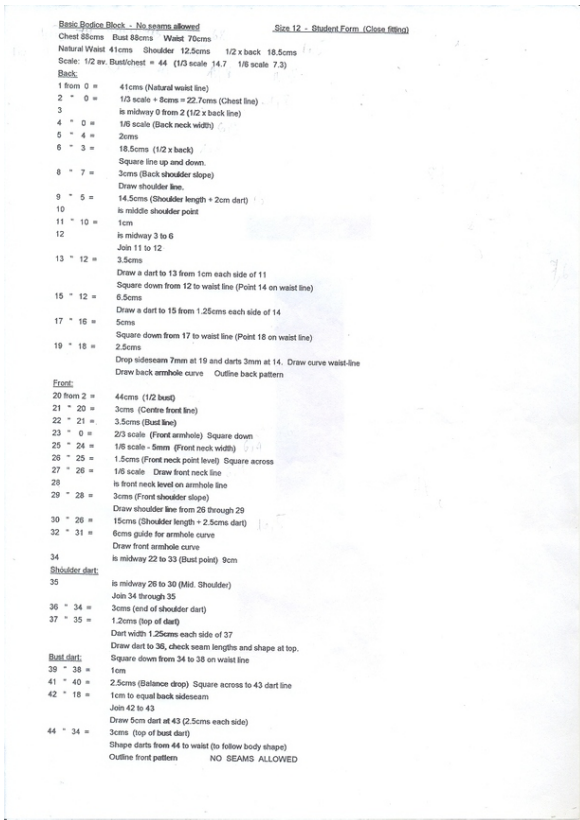 Basic Bodice Block - No seams allowed    Size 12 - Student Form (Close fitting)
Chest 88cms Bust 88cms Waist 70cms
Natural Waist 41cms Shoulder 12.5cms 1/2 x back 18.5cms
Scale: 1/2 av. Bust/chest = 44 (1/3 scale 14.7 1/6 scale 7.3)
Back:
1 from 0 = 41cms (Natural waist line)
2 " 0 = 1/3 scale + 8cms = 22.7cms (Chest line)
3 is midway 0 from 2 (1/2 x back line)
4 " 0 = 1/6 scale (Back neck width)
5 " 4 = 2cms
6 " 3 = 18.5cms (1/2 x back)
Square line up and down.
8 " 7 = 3cms (Back shoulder slope)
Draw shoulder line.
9 " 5 = 14.5cms (Shoulder length + 2cm dart)
10 is middle shoulder point
11 " 10 = 1cm
12 is midway 3 to 6
Join 11 to 12
13 " 12 = 3.5cms
Draw a dart to 13 from 1cm each side of 11
Square down from 12 to waist line (Point 14 on waist line)
15 " 12 = 6.5cms
Draw a dart to 15 from 1.25cms each side of 14
17 " 16 = 5cms
Square down from 17 to waist line (Point 18 on waist line)
19 " 18 = 2.5cms
Drop sideseam 7mm at 19 and darts 3mm at 14. Draw curve waist-line
Draw back armhole curve Outline back pattern
Front:
20 from 2 = 44cms (1/2 bust)
21 " 20 = 3cms (Centre front line)
22 " 21 = 3.5cms (Bust line)
23 " 0 = 2/3 scale (Front armhole) Square down
25 " 24 = 1/6 scale - 5mm (Front neck width)
26 " 25 = 1.5cms (Front neck point level) Square across
27 " 26 = 1/6 scale Draw front neck line
28 is front neck level on armhole line
29 " 28 = 3cms (Front shoulder slope)
Draw shoulder line from 26 through 29
30 " 26 = 15cms (Shoulder length + 2.5cms dart)
32 " 31 = 6cms guide for armhole curve
Draw front armhole curve
34 is midway 22 to 33 (Bust point) 9cm
Shoulder dart:
35 is midway 26 to 30 (Mid. Shoulder)
Join 34 through 35
36 " 34 = 3cms (end of shoulder dart)
37 " 35 = 1.2cms (top of dart)
Dart width 1.25cms each side of 37
Draw dart to 36, check seam lengths and shape at top.
Bust dart: Square down from 34 to 38 on waist line
39 " 38 = 1cm
41 " 40 = 2.5cms (Balance drop) Square across to 43 dart line
42 " 18 = 1cm to equal back sideseam
Join 42 to 43
Draw 5cm dart at 43 (2.5cms each side)
44 " 34 = 3cms (top of bust dart)
Shape darts from 44 to waist (to follow body shape)
Outline front pattern NO SEAMS ALLOWED